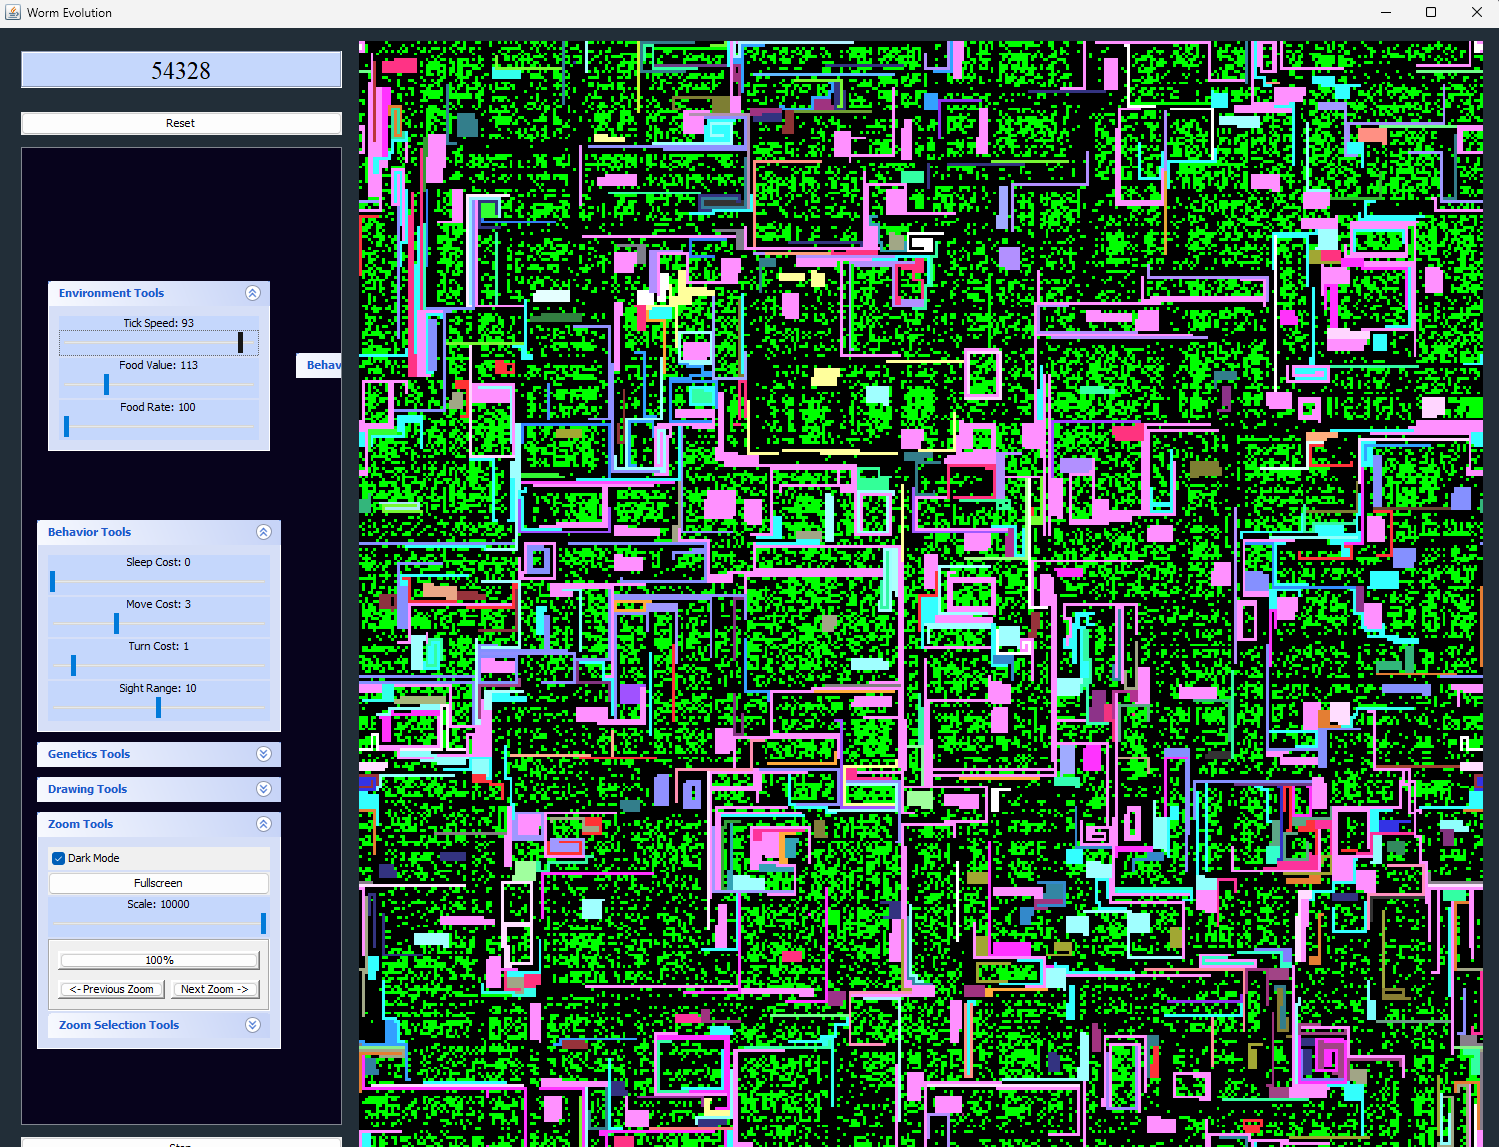 Worm Evolution
54328
Reset
Environment Tools
Tick Speed: 93
Food Value: 113
Food Rate: 100
Behav
Behavior Tools
Sleep Cost: 0
Move Cost: 3
Turn Cost: 1
Sight Range: 10
Genetics Tools
Drawing Tools
Zoom Tools
Dark Mode
Fullscreen
Scale: 10000
100%
<- Previous Zoom
Next Zoom ->
Zoom Selection Tools